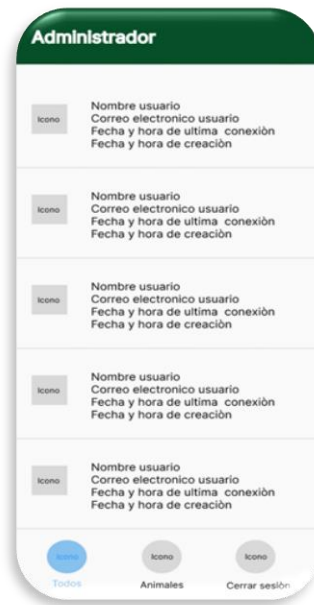 Administrador
Icono
Nombre usuario
Correo electronico usuario
Fecha y hora de ultima conexiòn
Fecha y hora de creaciòn
Icono
Nombre usuario
Correo electronico usuario
Fecha y hora de ultima conexiòn
Fecha y hora de creaciòn
Icono
Nombre usuario
Correo electronico usuario
Fecha y hora de ultima conexiòn
Fecha y hora de creaciòn
Icono
Nombre usuario
Correo electronico usuario
Fecha y hora de ultima conexiòn
Fecha y hora de creaciòn
Icono
Nombre usuario
Correo electronico usuario
Fecha y hora de ultima conexiòn
Fecha y hora de creaciòn
Icono Icono Icono
Todos Animales Cerrar sesiòn